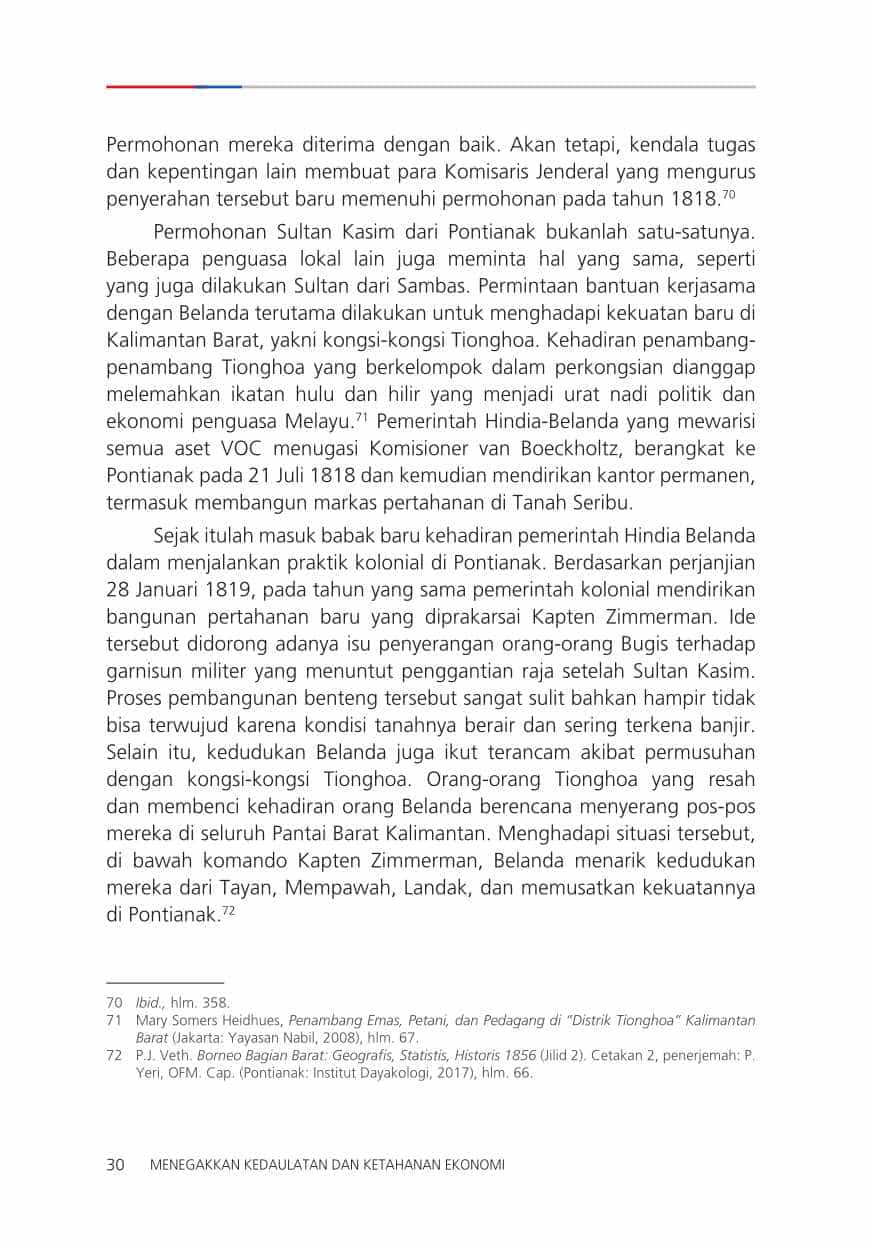 Permohonan mereka diterima dengan baik. Akan tetapi, kendala tugas
dan kepentingan lain membuat para Komisaris Jenderal yang mengurus
penyerahan tersebut baru memenuhi permohonan pada tahun 1818.70
Permohonan Sultan Kasim dari Pontianak bukanlah satu-satunya.
Beberapa penguasa lokal lain juga meminta hal yang sama, seperti
yang juga dilakukan Sultan dari Sambas. Permintaan bantuan kerjasama
dengan Belanda terutama dilakukan untuk menghadapi kekuatan baru di
Kalimantan Barat, yakni kongsi-kongsi Tionghoa. Kehadiran penambang-
penambang Tionghoa yang berkelompok dalam perkongsian dianggap
melemahkan ikatan hulu dan hilir yang menjadi urat nadi politik dan
ekonomi penguasa Melayu.71 Pemerintah Hindia-Belanda yang mewarisi
semua aset VOC menugasi Komisioner van Boeckholtz, berangkat ke
Pontianak pada 21 Juli 1818 dan kemudian mendirikan kantor permanen,
termasuk membangun markas pertahanan di Tanah Seribu.
Sejak itulah masuk babak baru kehadiran pemerintah Hindia Belanda
dalam menjalankan praktik kolonial di Pontianak. Berdasarkan perjanjian
28 Januari 1819, pada tahun yang sama pemerintah kolonial mendirikan
bangunan pertahanan baru yang diprakarsai Kapten Zimmerman. Ide
tersebut didorong adanya isu penyerangan orang-orang Bugis terhadap
garnisun militer yang menuntut penggantian raja setelah Sultan Kasim.
Proses pembangunan benteng tersebut sangat sulit bahkan hampir tidak
bisa terwujud karena kondisi tanahnya berair dan sering terkena banjir.
Selain itu, kedudukan Belanda juga ikut terancam akibat permusuhan
dengan kongsi-kongsi Tionghoa. Orang-orang Tionghoa yang resah
dan membenci kehadiran orang Belanda berencana menyerang pos-pos
mereka di seluruh Pantai Barat Kalimantan. Menghadapi situasi tersebut,
di bawah komando Kapten Zimmerman, Belanda menarik kedudukan
mereka dari Tayan, Mempawah, Landak, dan memusatkan kekuatannya
di Pontianak.72
70 Ibid., hlm. 358.
71 Mary Somers Heidhues, Penambang Emas, Petani, dan Pedagang di “Distrik Tionghoa” Kalimantan
Barat (Jakarta: Yayasan Nabil, 2008), hlm. 67.
72 P.J. Veth. Borneo Bagian Barat: Geografis, Statistis, Historis 1856 (Jilid 2). Cetakan 2, penerjemah: P.
Yeri, OFM. Cap. (Pontianak: Institut Dayakologi, 2017), hlm. 66.
30 MENEGAKKAN KEDAULATAN DAN KETAHANAN EKONOMI